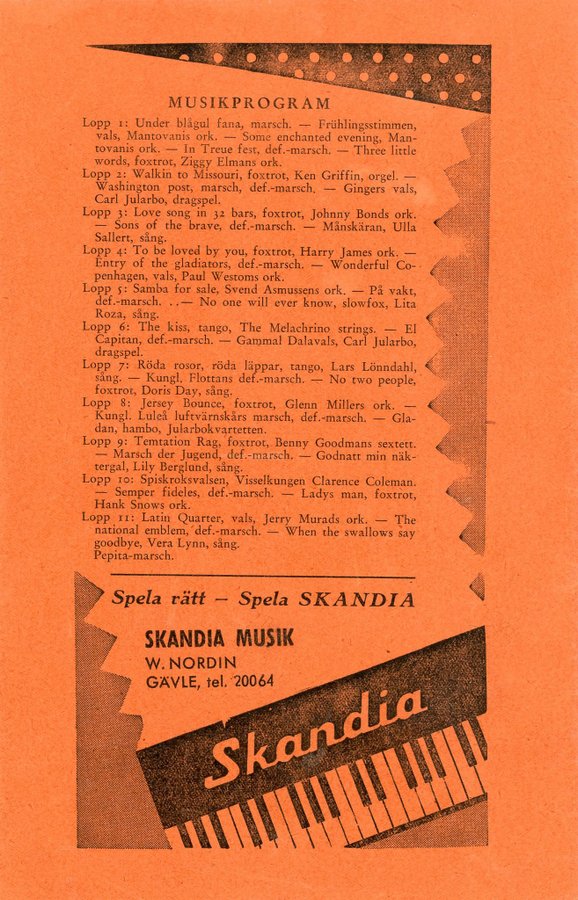 MUSIKPROGRAM
Lopp 1: Under blågul fana, marsch. — Frühlingsstimmen,
vals, Mantovanis ork. — Some enchanted evening, Man-
tovanis ork. — In Treue fest, def.-marsch. — Three little
words, foxtrot, Ziggy Elmans ork.
Lopp 2: Walkin to Missouri, foxtrot, Ken Griffin, orgel. —
Washington post, marsch, def.-marsch. — Gingers vals,
Carl Jularbo, dragspel.
Lopp 3: Love song in 32 bars, foxtrot, Johnny Bonds ork.
— Sons of the brave, def.-marsch. — Månskäran, Ulla
Sallert, sång.
Lopp 4: To be loved by you, foxtrot, Harry James ork. —
Entry of the gladiators, def.-marsch. — Wonderful Co-
penhagen, vals, Paul Westoms ork.
Lopp 5: Samba for sale, Svend Asmussens ork. — På vakt,
def.-marsch. . . — No one will ever know, slowfox, Lita
Roza, sång.
Lopp 6: The kiss, tango, The Melachrino strings. — El
Capitan, def.-marsch. — Gammal Dalavals, Carl Jularbo,
dragspel.
Lopp 7: Röda rosor, röda läppar, tango, Lars Lönndahl,
sång. — Kungl. Flottans def.-marsch. — No two people,
foxtrot, Doris Day, sång.
Lopp 8: Jersey Bounce, foxtrot, Glenn Millers ork. —
Kungl. Luleå luftvärnskårs marsch, def.-marsch. — Gla-
dan, hambo, Jularbokvartetten.
Lopp 9: Temtation Rag, foxtrot, Benny Goodmans sextett.
— Marsch der Jugend, def.-marsch. — Godnatt min näk-
tergal, Lily Berglund, sång.
Lopp 10: Spiskroksvalsen, Visselkungen Clarence Coleman.
— Semper fideles, def.-marsch. — Ladys man, foxtrot,
Hank Snows ork.
Lopp 11: Latin Quarter, vals, Jerry Murads ork. — The
national emblem, def.-marsch. — When the swallows say
goodbye, Vera Lynn, sång.
Pepita-marsch.
Spela rätt — Spela SKANDIA
SKANDIA MUSIK
W. NORDIN
GÄVLE, tel. 20064
Skandia